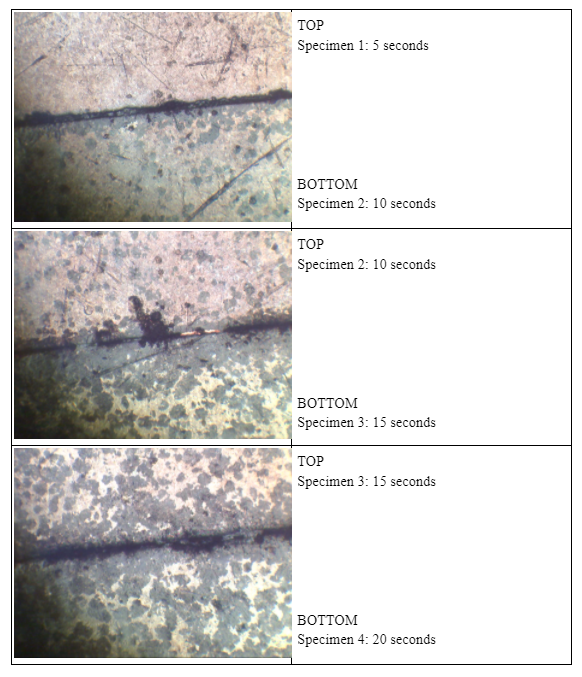 TOP
Specimen 1: 5 seconds
BOTTOM
Specimen 2: 10 seconds
TOP
Specimen 2: 10 seconds
BOTTOM
Specimen 3: 15 seconds
TOP
Specimen 3: 15 seconds
BOTTOM
Specimen 4: 20 seconds